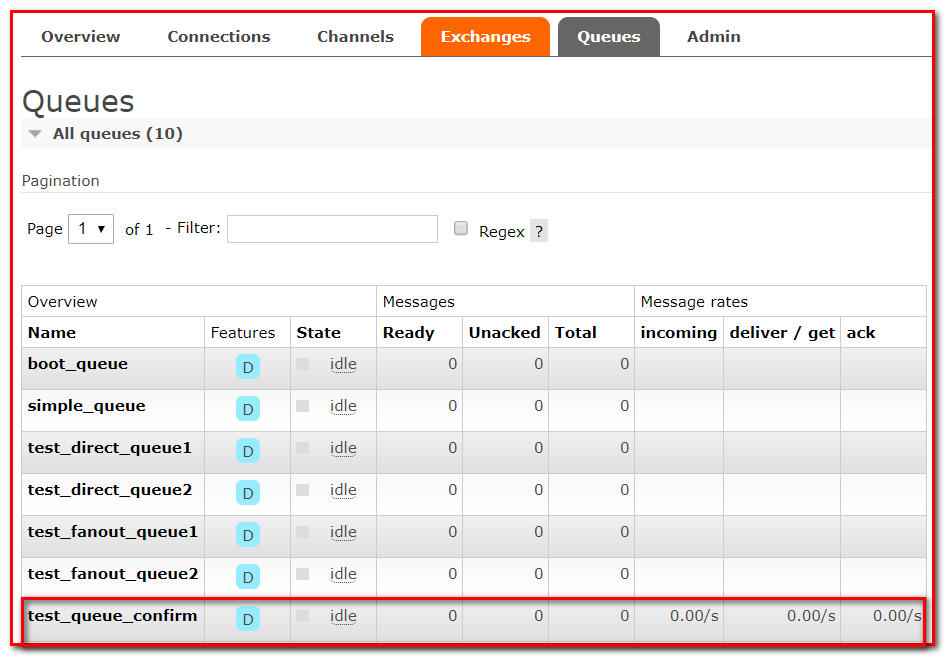 Overview Connections Channels Exchanges Queues Admin
Queues
▼ All queues (10)
Pagination
Page 1 ▼ of 1 - Filter: Regex ?
Overview Messages Message rates
Name Features State Ready Unacked Total incoming deliver / get ack
boot_queue D idle 0 0 0
simple_queue D idle 0 0 0
test_direct_queue1 D idle 0 0 0
test_direct_queue2 D idle 0 0 0
test_fanout_queue1 D idle 0 0 0
test_fanout_queue2 D idle 0 0 0
test_queue_confirm D idle 0 0 0 0.00/s 0.00/s 0.00/s